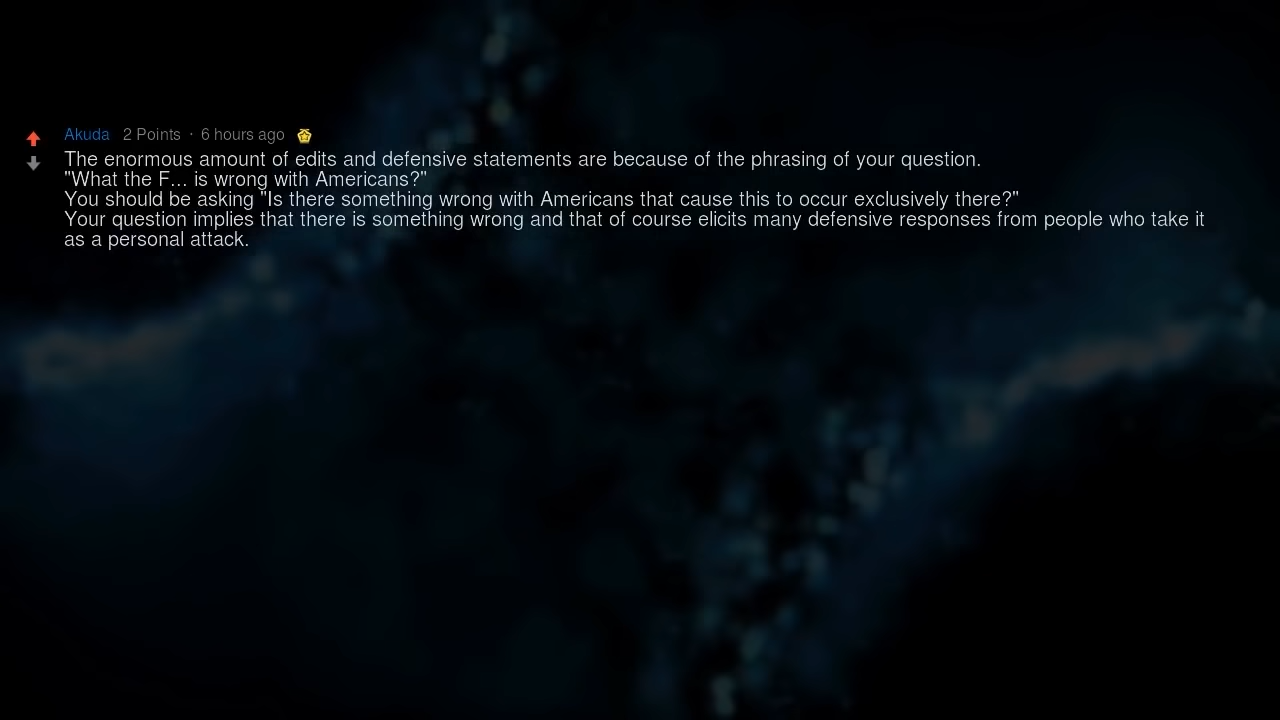 Akuda 2 Points · 6 hours ago
The enormous amount of edits and defensive statements are because of the phrasing of your question.
"What the F... is wrong with Americans?"
You should be asking "Is there something wrong with Americans that cause this to occur exclusively there?"
Your question implies that there is something wrong and that of course elicits many defensive responses from people who take it
as a personal attack.